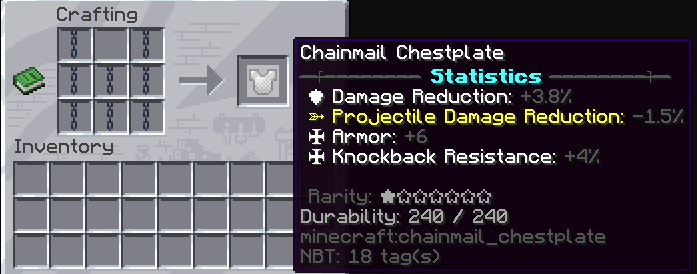 Crafting
Chainmail Chestplate
Statistics
Damage Reduction: +3.8%
Projectile Damage Reduction: -1.5%
Armor: +6
Knockback Resistance: +4%
Inventory
Rarity: ★☆☆☆☆☆☆
Durability: 240 / 240
minecraft:chainmail_chestplate
NBT: 18 tag(s)